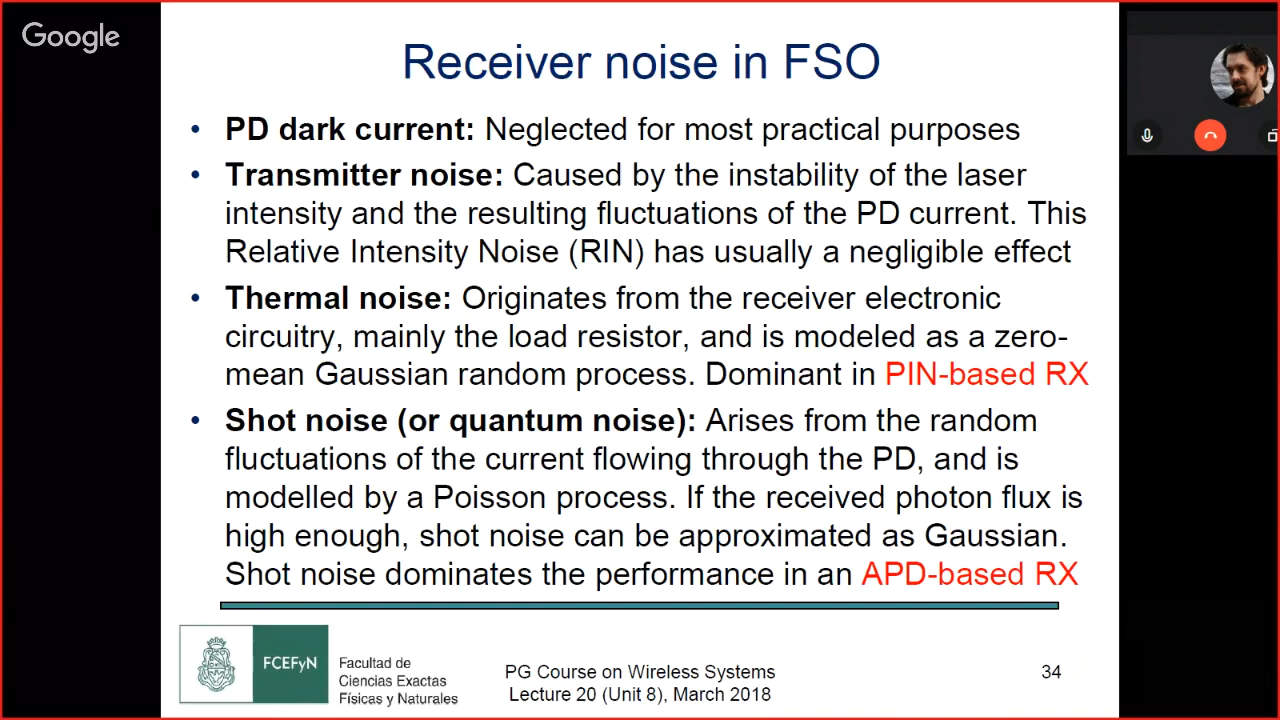 Google
Receiver noise in FSO
• PD dark current: Neglected for most practical purposes
• Transmitter noise: Caused by the instability of the laser
intensity and the resulting fluctuations of the PD current. This
Relative Intensity Noise (RIN) has usually a negligible effect
• Thermal noise: Originates from the receiver electronic
circuitry, mainly the load resistor, and is modeled as a zero-
mean Gaussian random process. Dominant in PIN-based RX
• Shot noise (or quantum noise): Arises from the random
fluctuations of the current flowing through the PD, and is
modelled by a Poisson process. If the received photon flux is
high enough, shot noise can be approximated as Gaussian.
Shot noise dominates the performance in an APD-based RX
FCEFyN
Facultad de
Ciencias Exactas
Físicas y Naturales
PG Course on Wireless Systems
Lecture 20 (Unit 8), March 2018
34